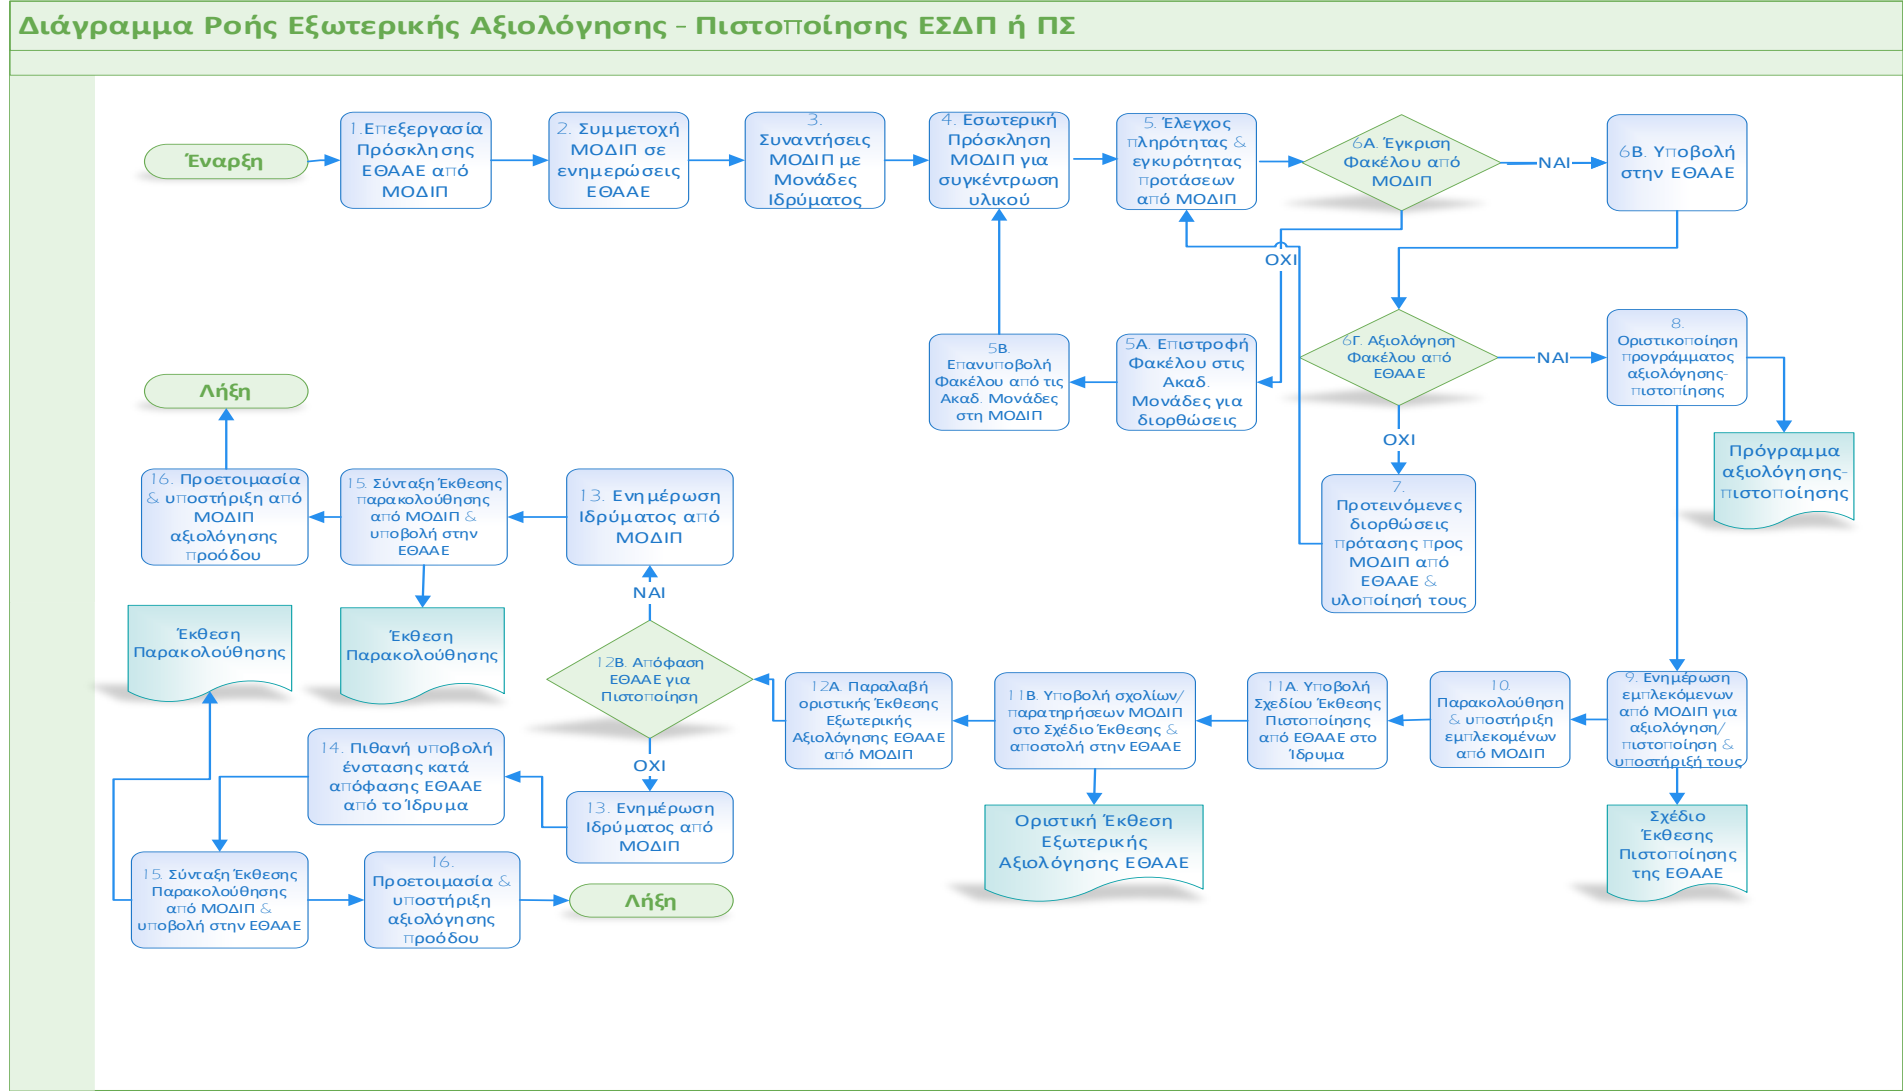 Διάγραμμα Ροής Εξωτερικής Αξιολόγησης - Πιστοποίησης ΕΣΔΠ ή ΠΣ
Έναρξη
1.Επεξεργασία
Πρόσκλησης
ΕΘΑΑΕ από
ΜΟΔΙΠ
2. Συμμετοχή
ΜΟΔΙΠ σε
ενημερώσεις
ΕΘΑΑΕ
3.
Συναντήσεις
ΜΟΔΙΠ με
Μονάδες
Ιδρύματος
4. Εσωτερική
Πρόσκληση
ΜΟΔΙΠ για
συγκέντρωση
υλικού
5. Έλεγχος
πληρότητας &
εγκυρότητας
προτάσεων
από ΜΟΔΙΠ
6Α. Έγκριση
Φακέλου από
ΜΟΔΙΠ
ΝΑΙ
6Β. Υποβολή
στην ΕΘΑΑΕ
ΟΧΙ
5Β.
Επανυποβολή
Φακέλου από τις
Ακαδ. Μονάδες
στη ΜΟΔΙΠ
5Α. Επιστροφή
Φακέλου στις
Ακαδ.
Μονάδες για
διορθώσεις
6Γ. Αξιολόγηση
Φακέλου από
ΕΘΑΑΕ
ΝΑΙ
8.
Οριστικοποίηση
προγράμματος
αξιολόγησης-
πιστοποίησης
ΟΧΙ
Πρόγραμμα
αξιολόγησης-
πιστοποίησης
7.
Προτεινόμενες
διορθώσεις
πρότασης προς
ΜΟΔΙΠ από
ΕΘΑΑΕ &
υλοποίησή τους
Λήξη
16. Προετοιμασία
& υποστήριξη από
ΜΟΔΙΠ
αξιολόγησης
προόδου
15. Σύνταξη Έκθεσης
παρακολούθησης
από ΜΟΔΙΠ &
υποβολή στην
ΕΘΑΑΕ
13. Ενημέρωση
Ιδρύματος από
ΜΟΔΙΠ
ΝΑΙ
Έκθεση
Παρακολούθησης
Έκθεση
Παρακολούθησης
12Β. Απόφαση
ΕΘΑΑΕ για
Πιστοποίηση
12Α. Παραλαβή
οριστικής Έκθεσης
Εξωτερικής
Αξιολόγησης ΕΘΑΑΕ
από ΜΟΔΙΠ
11Β. Υποβολή σχολίων/
παρατηρήσεων ΜΟΔΙΠ
στο Σχέδιο Έκθεσης &
αποστολή στην ΕΘΑΑΕ
11Α. Υποβολή
Σχεδίου Έκθεσης
Πιστοποίησης
από ΕΘΑΑΕ στο
Ίδρυμα
10.
Παρακολούθηση
& υποστήριξη
εμπλεκομένων
από ΜΟΔΙΠ
9. Ενημέρωση
εμπλεκόμενων
από ΜΟΔΙΠ για
αξιολόγηση/
πιστοποίηση &
υποστήριξή τους
ΟΧΙ
14. Πιθανή υποβολή
ένστασης κατά
απόφασης ΕΘΑΑΕ
από το Ίδρυμα
13. Ενημέρωση
Ιδρύματος από
ΜΟΔΙΠ
Οριστική Έκθεση
Εξωτερικής
Αξιολόγησης ΕΘΑΑΕ
Σχέδιο
Έκθεσης
Πιστοποίησης
της ΕΘΑΑΕ
15. Σύνταξη Έκθεσης
Παρακολούθησης
από ΜΟΔΙΠ &
υποβολή στην ΕΘΑΑΕ
16.
Προετοιμασία &
υποστήριξη
αξιολόγησης
προόδου
Λήξη